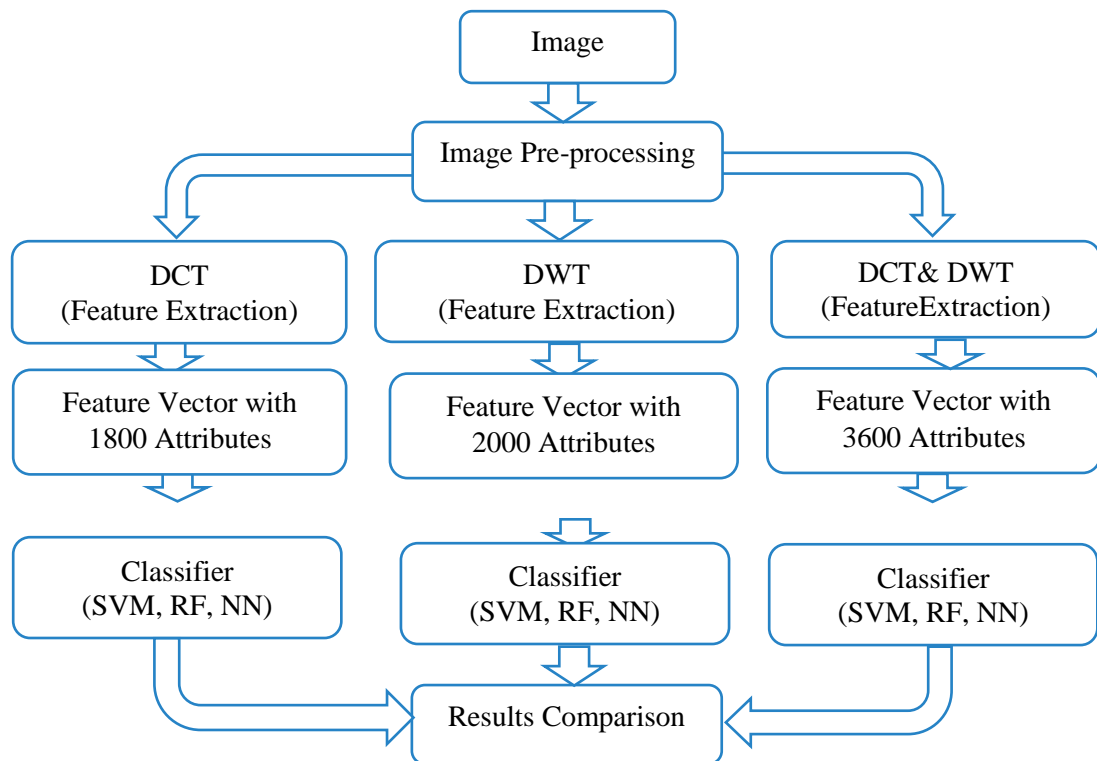 Image
Image Pre-processing
DCT
(Feature Extraction)
DWT
(Feature Extraction)
DCT& DWT
(FeatureExtraction)
Feature Vector with
1800 Attributes
Feature Vector with
2000 Attributes
Feature Vector with
3600 Attributes
Classifier
(SVM, RF, NN)
Classifier
(SVM, RF, NN)
Classifier
(SVM, RF, NN)
Results Comparison